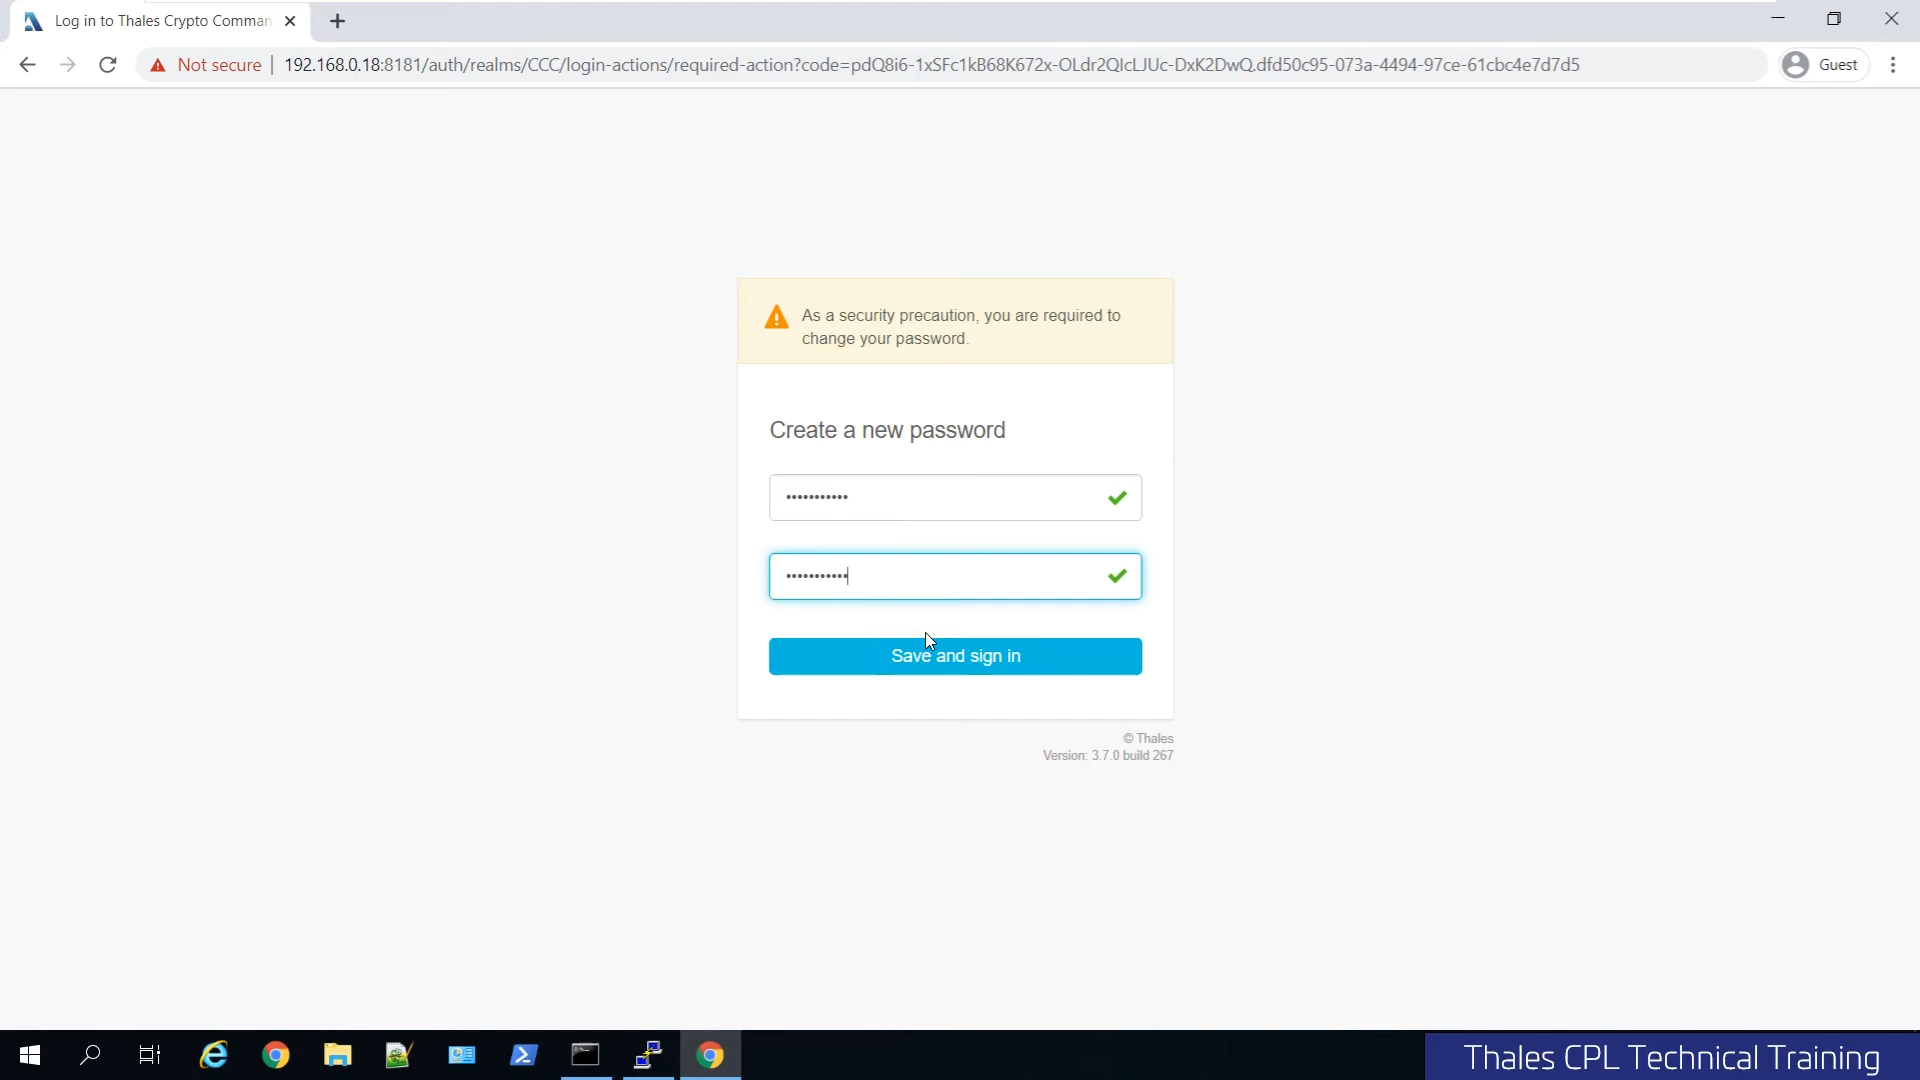 Log in to Thales Crypto Comman
Not secure
192.168.0.18:8181/auth/realms/CCC/login-actions/required-action?code=pdQ8i6-1xSFc1kB68K672x-OLdr2QIcLJUc-DxK2DwQ.dfd50c95-073a-4494-97ce-61cbc4e7d7d5
Guest
As a security precaution, you are required to
change your password.
Create a new password
•••••••••••
•••••••••••
Save and sign in
© Thales
Version: 3.7.0 build 267
Thales CPL Technical Training